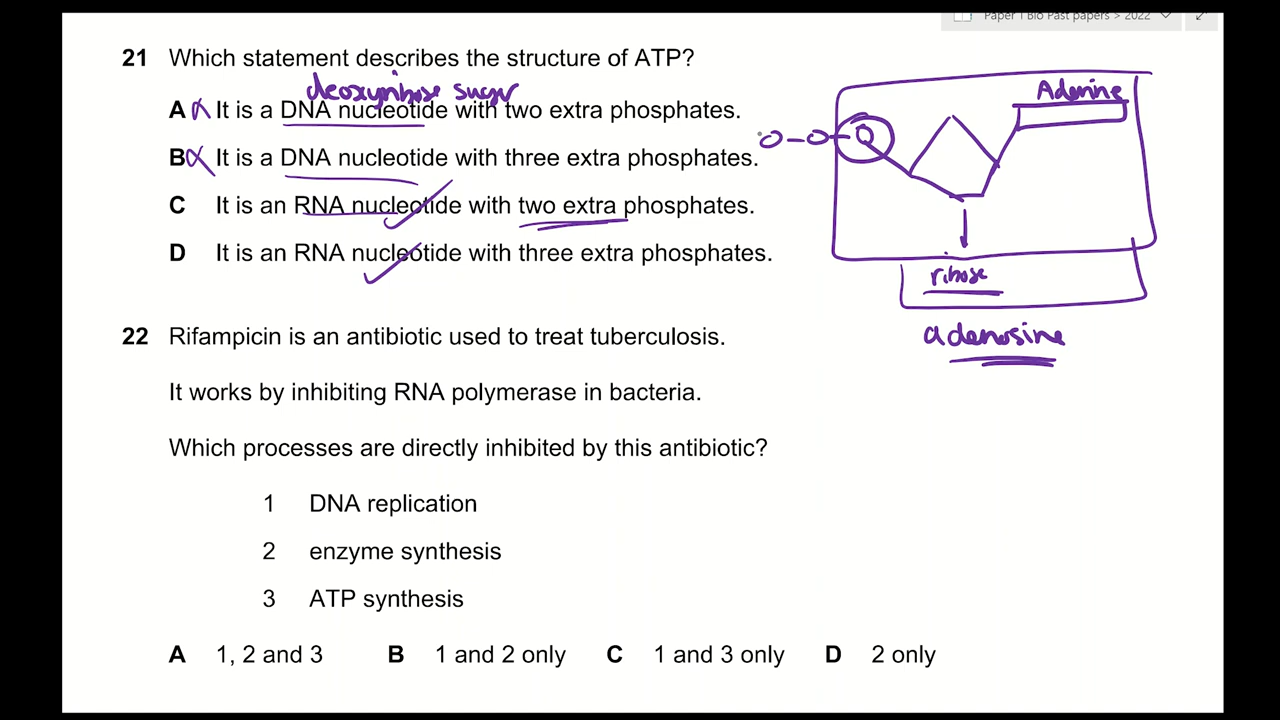 Paper 1 Bio Past papers > 2022
21 Which statement describes the structure of ATP?
deoxyribose sugar
A It is a DNA nucleotide with two extra phosphates.
B It is a DNA nucleotide with three extra phosphates.
C It is an RNA nucleotide with two extra phosphates.
D It is an RNA nucleotide with three extra phosphates.
Adenine
ribose
adenosine
22 Rifampicin is an antibiotic used to treat tuberculosis.
It works by inhibiting RNA polymerase in bacteria.
Which processes are directly inhibited by this antibiotic?
1 DNA replication
2 enzyme synthesis
3 ATP synthesis
A 1, 2 and 3 B 1 and 2 only C 1 and 3 only D 2 only